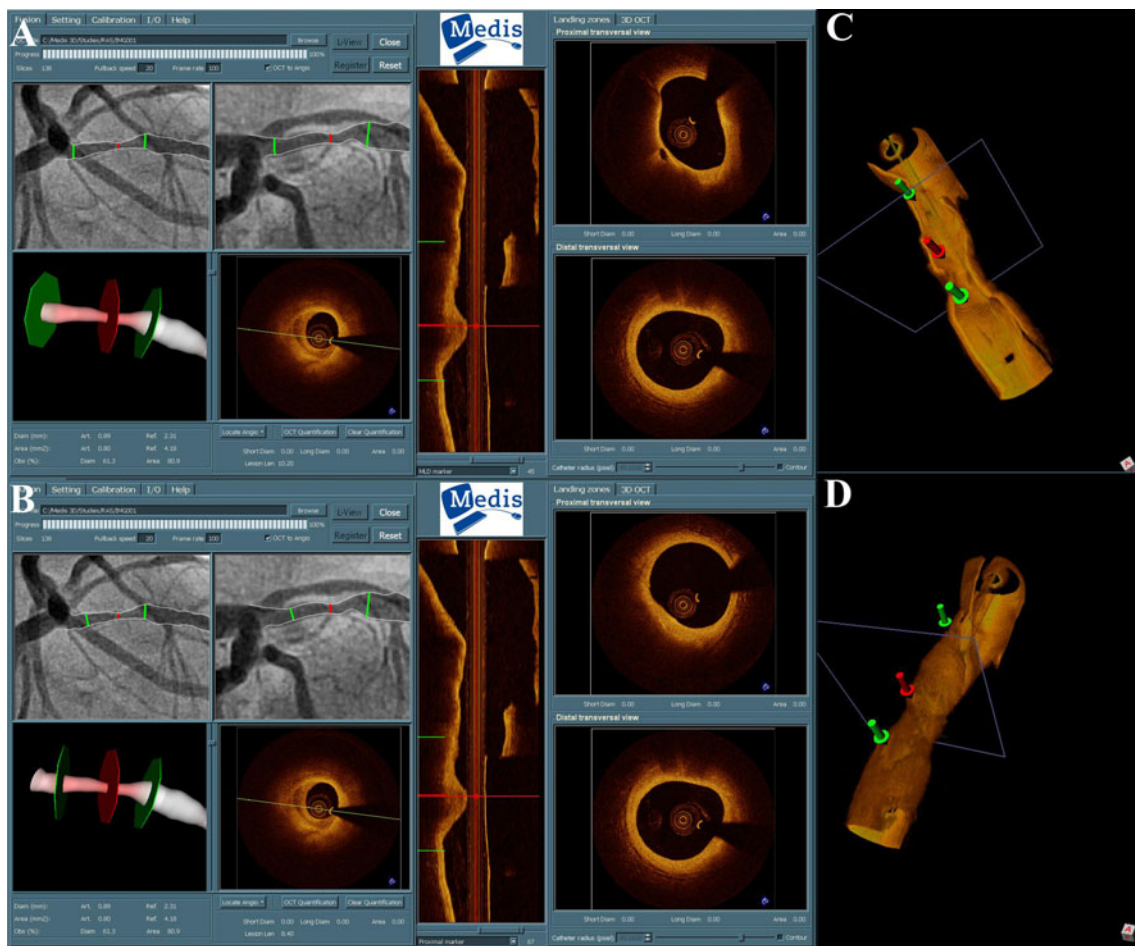 A
Fusion Setting Calibration I/O Help
C:/Medis 3D/Studies/RAS/IMG001 Browse
Progress 100%
Slices 136 Pullback speed 20 Frame rate 100 OCT to Angio
L-View Close
Register Reset
Medis
Landing zones 3D OCT
Proximal transversal view
Short Diam 0.00 Long Diam 0.00 Area 0.00
Distal transversal view
Short Diam 0.00 Long Diam 0.00 Area 0.00
Diam (mm): Art. 0.89 Ref. 2.31
Area (mm2): Art. 0.80 Ref. 4.18
Obs (%): Diam 61.3 Area 80.9
Locate Angio OCT Quantification Clear Quantification
Short Diam 0.00 Long Diam 0.00 Area 0.00
Lesion Len 10.20
MLD marker 45
Catheter radius (pixel) Contour
C
A
B
Setting Calibration I/O Help
C:/Medis 3D/Studies/RAS/IMG001 Browse
Progress 100%
Slices 136 Pullback speed 20 Frame rate 100 OCT to Angio
L-View Close
Register Reset
Medis
Landing zones 3D OCT
Proximal transversal view
Short Diam 0.00 Long Diam 0.00 Area 0.00
Distal transversal view
Short Diam 0.00 Long Diam 0.00 Area 0.00
Diam (mm): Art. 0.89 Ref. 2.31
Area (mm2): Art. 0.80 Ref. 4.18
Obs (%): Diam 61.3 Area 80.9
Locate Angio OCT Quantification Clear Quantification
Short Diam 0.00 Long Diam 0.00 Area 0.00
Lesion Len 8.40
Proximal marker 67
Catheter radius (pixel) Contour
D
A